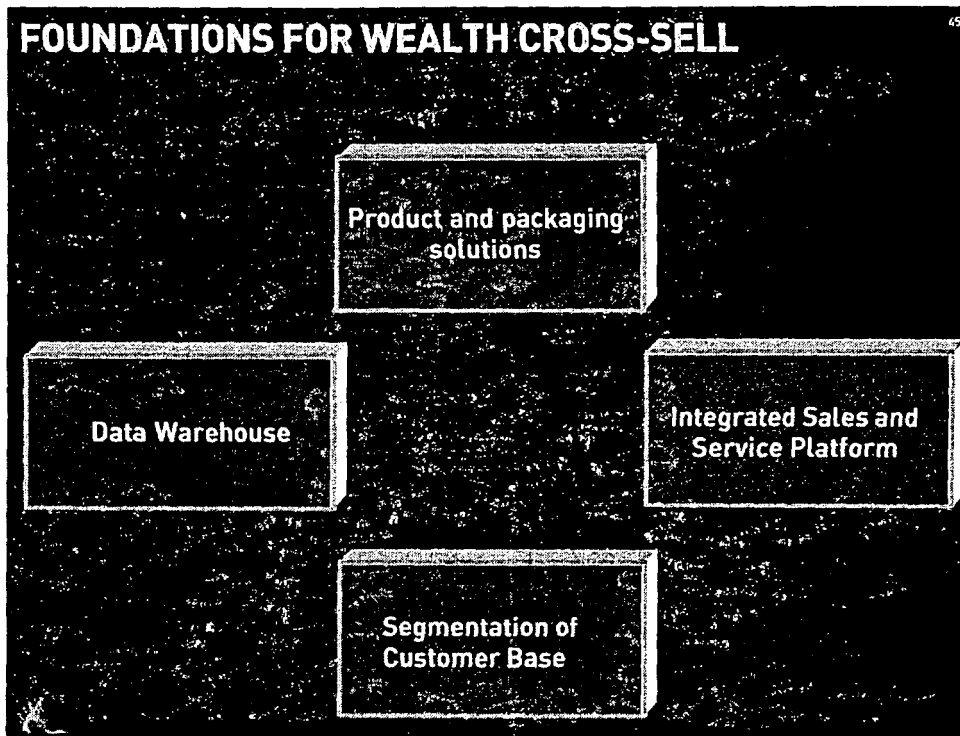 FOUNDATIONS FOR WEALTH CROSS-SELL
45
Product and packaging
solutions
Data Warehouse
Integrated Sales and
Service Platform
Segmentation of
Customer Base